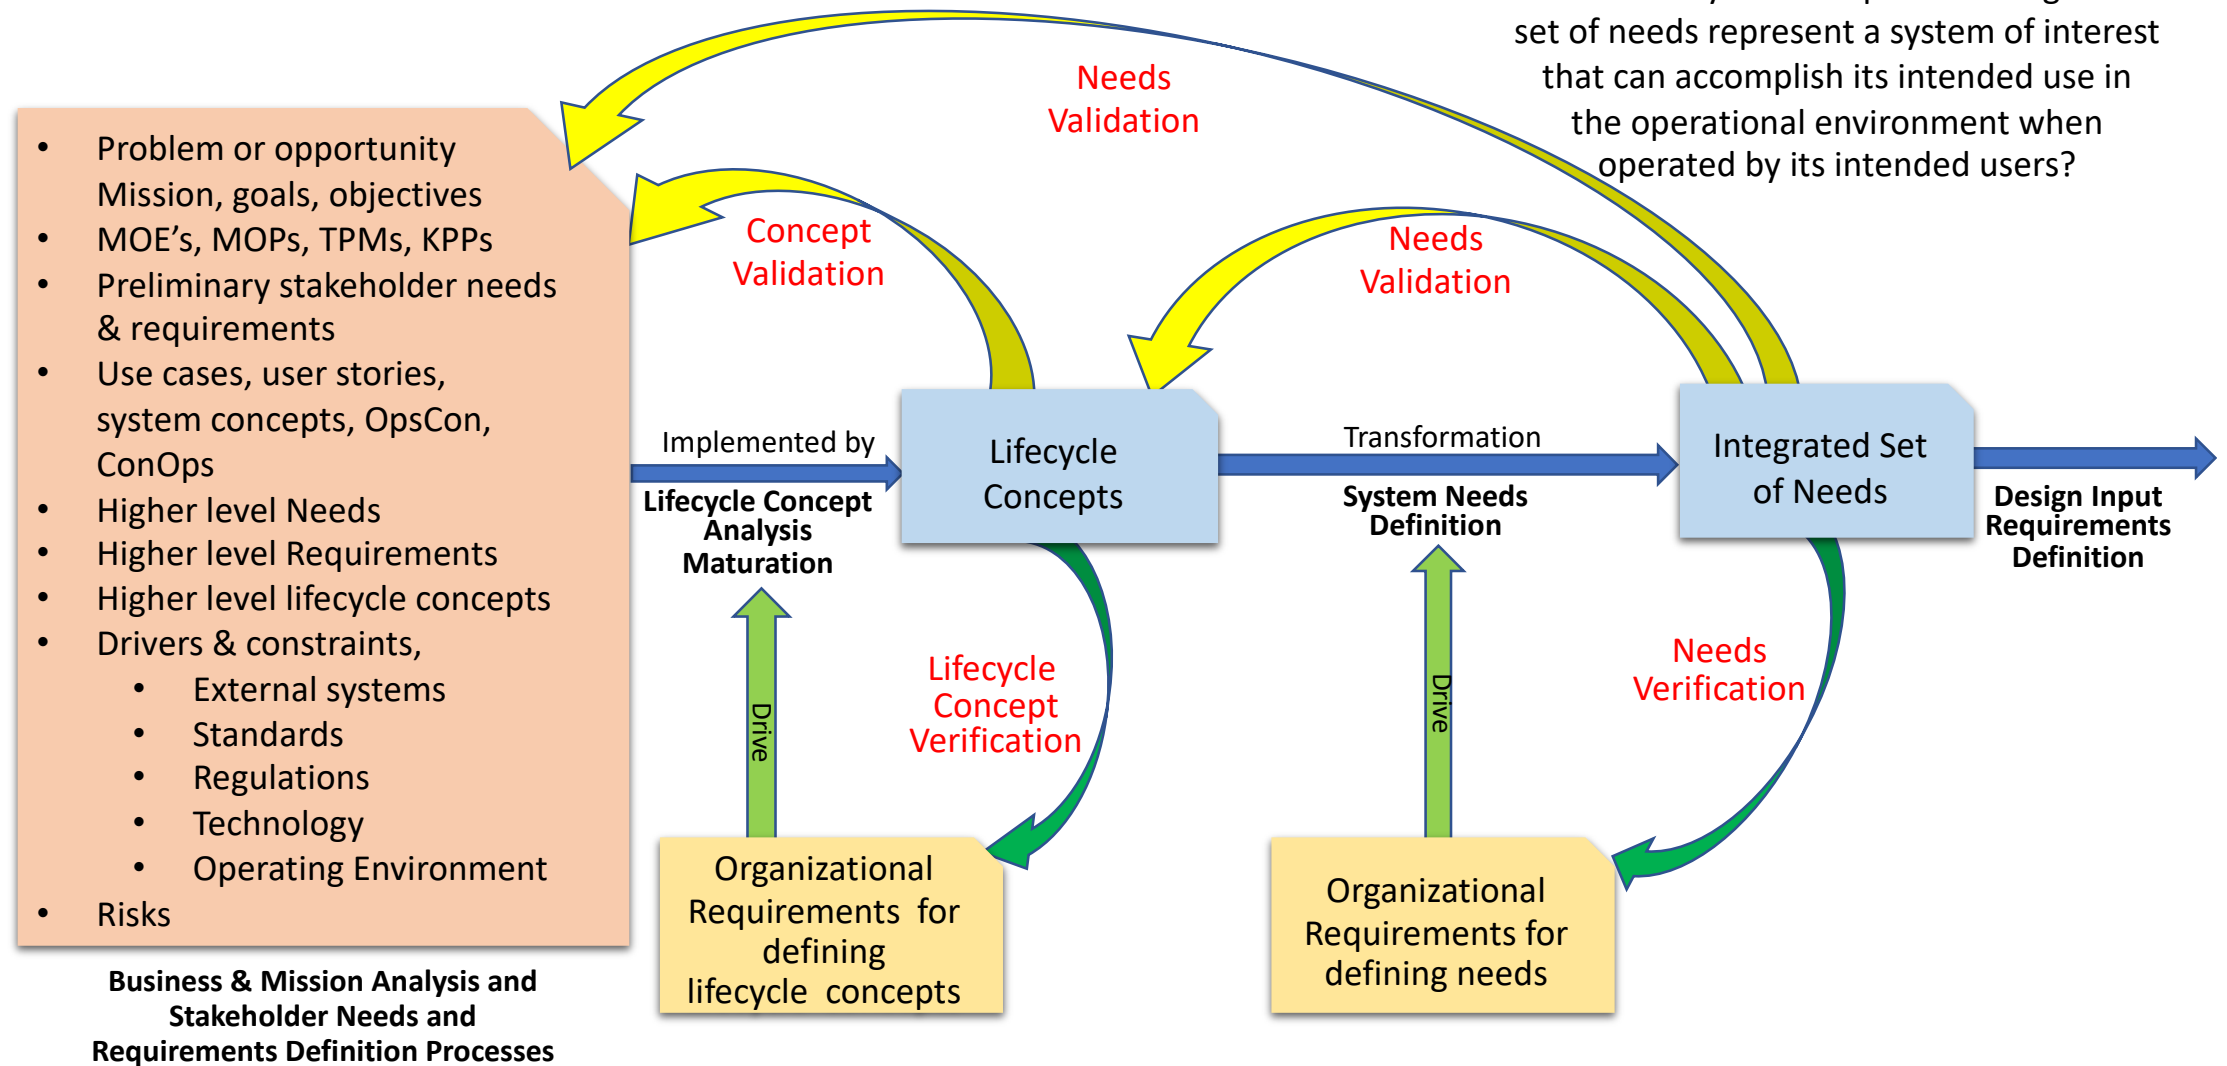 set of needs represent a system of interest
that can accomplish its intended use in
the operational environment when
operated by its intended users?
Needs
Validation
• Problem or opportunity
Mission, goals, objectives
• MOE's, MOPs, TPMs, KPPs
• Preliminary stakeholder needs
& requirements
• Use cases, user stories,
system concepts, OpsCon,
ConOps
• Higher level Needs
• Higher level Requirements
• Higher level lifecycle concepts
• Drivers & constraints,
• External systems
• Standards
• Regulations
• Technology
• Operating Environment
• Risks
Business & Mission Analysis and
Stakeholder Needs and
Requirements Definition Processes
Concept
Validation
Needs
Validation
Implemented by
Lifecycle Concept
Analysis
Maturation
Lifecycle
Concepts
Transformation
System Needs
Definition
Integrated Set
of Needs
Design Input
Requirements
Definition
Drive
Lifecycle
Concept
Verification
Drive
Needs
Verification
Organizational
Requirements for
defining
lifecycle concepts
Organizational
Requirements for
defining needs